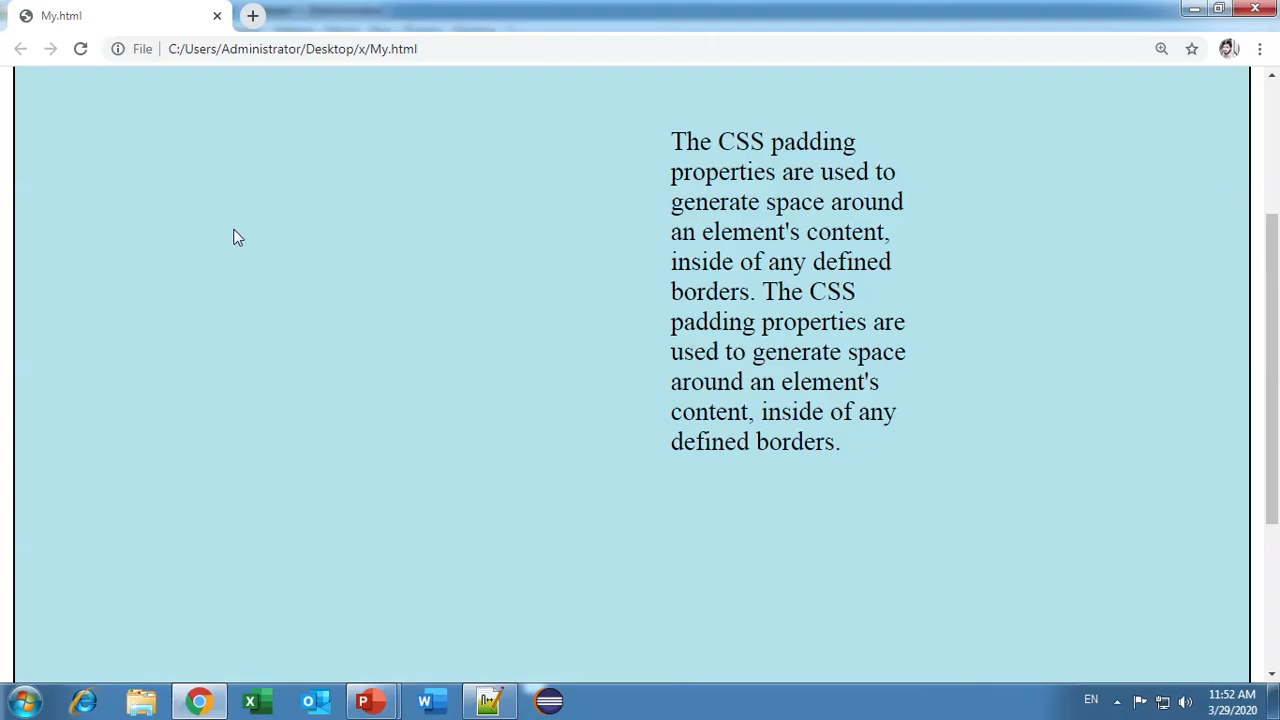 My.html
File
C:/Users/Administrator/Desktop/x/My.html
The CSS padding
properties are used to
generate space around
an element's content,
inside of any defined
borders. The CSS
padding properties are
used to generate space
around an element's
content, inside of any
defined borders.
EN
11:52 AM
3/29/2020